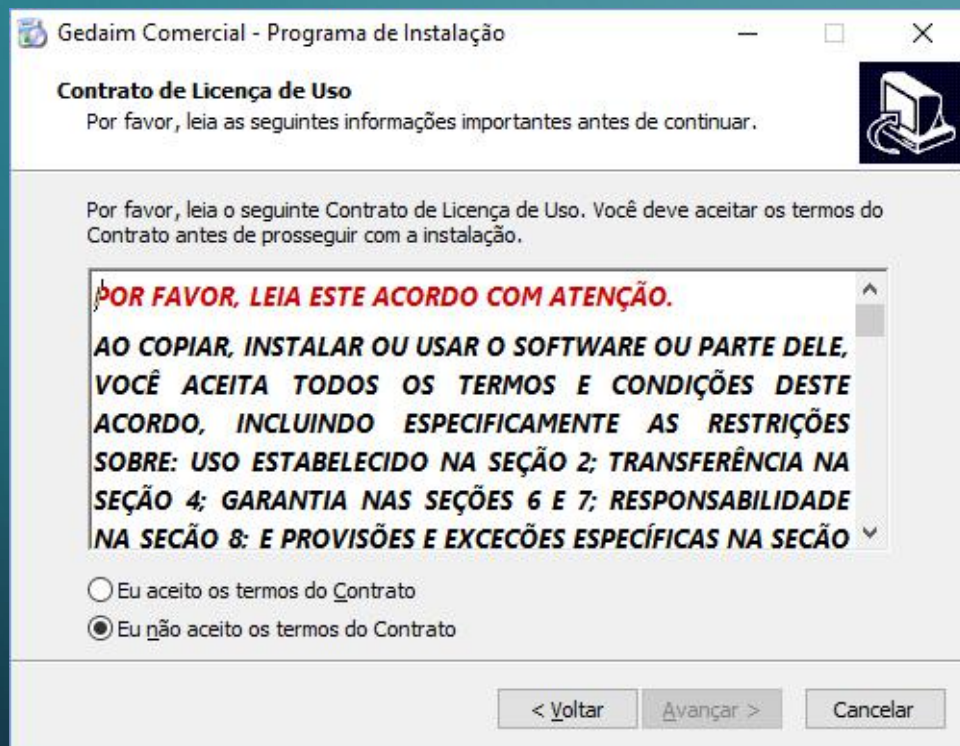 Gedaim Comercial - Programa de Instalação
Contrato de Licença de Uso
Por favor, leia as seguintes informações importantes antes de continuar.
Por favor, leia o seguinte Contrato de Licença de Uso. Você deve aceitar os termos do
Contrato antes de prosseguir com a instalação.
POR FAVOR, LEIA ESTE ACORDO COM ATENÇÃO.
AO COPIAR, INSTALAR OU USAR O SOFTWARE OU PARTE DELE,
VOCÊ ACEITA TODOS OS TERMOS E CONDIÇÕES DESTE
ACORDO, INCLUINDO ESPECIFICAMENTE AS RESTRIÇÕES
SOBRE: USO ESTABELECIDO NA SEÇÃO 2; TRANSFERÊNCIA NA
SEÇÃO 4; GARANTIA NAS SEÇÕES 6 E 7; RESPONSABILIDADE
NA SEÇÃO 8; E PROVISÕES E EXCEÇÕES ESPECÍFICAS NA SEÇÃO
Eu aceito os termos do Contrato
Eu não aceito os termos do Contrato
< Voltar
Avançar >
Cancelar